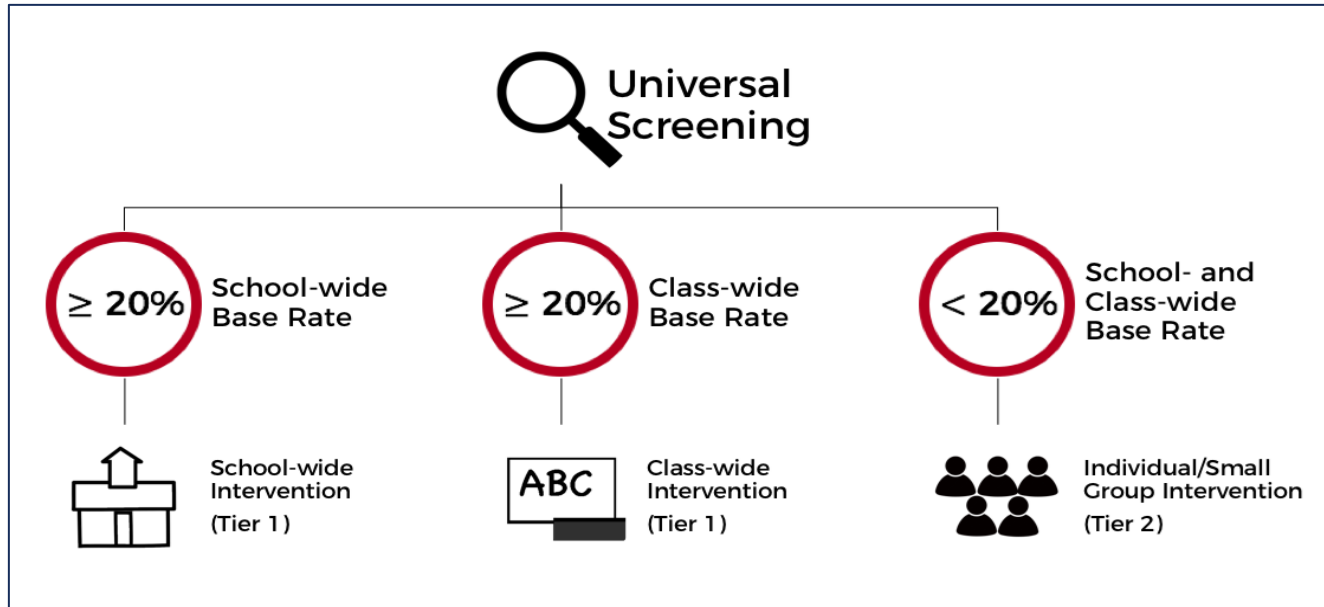 Universal
Screening
≥ 20%
School-wide
Base Rate
≥ 20%
Class-wide
Base Rate
< 20%
School- and
Class-wide
Base Rate
School-wide
Intervention
(Tier 1)
ABC
Class-wide
Intervention
(Tier 1)
Individual/Small
Group Intervention
(Tier 2)